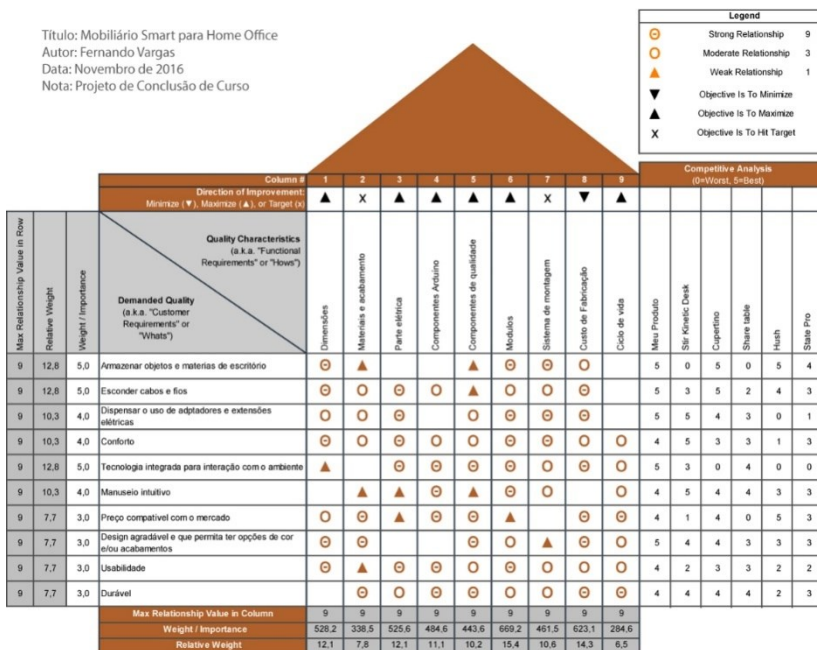 Título: Mobiliário Smart para Home Office
Autor: Fernando Vargas
Data: Novembro de 2016
Nota: Projeto de Conclusão de Curso
Legend
Ɵ Strong Relationship 9
O Moderate Relationship 3
▲ Weak Relationship 1
▼ Objective Is To Minimize
▲ Objective Is To Maximize
X Objective Is To Hit Target
Column # 1 2 3 4 5 6 7 8 9
Direction of Improvement:
Minimize (▼), Maximize (▲), or Target (x)
▲ X ▲ ▲ ▲ ▲ X ▼ ▲
Competitive Analysis
(0=Worst, 5=Best)
Max Relationship Value in Row
Relative Weight
Weight / Importance
Quality Characteristics
(a.k.a. "Functional
Requirements" or "Hows")
Demanded Quality
(a.k.a. "Customer
Requirements" or
"Whats")
Dimensões
Materiais e acabamento
Parte elétrica
Componentes Arduino
Componentes de qualidade
Modulos
Sistema de montagem
Custo de Fabricação
Ciclo de vida
Meu Produto
Stir Kinetic Desk
Cupertino
Share table
Hush
State Pro
9 12,8 5,0 Armazenar objetos e materias de escritório Ɵ ▲ ▲ Ɵ Ɵ O 5 0 5 0 5 4
9 12,8 5,0 Esconder cabos e fios Ɵ O Ɵ O ▲ O O Ɵ 5 3 5 2 4 3
9 10,3 4,0 Dispensar o uso de adptadores e extensões
elétricas O O Ɵ O Ɵ Ɵ Ɵ 5 5 4 3 0 1
9 10,3 4,0 Conforto Ɵ O Ɵ O O Ɵ Ɵ O O 4 5 3 3 1 3
9 12,8 5,0 Tecnologia integrada para interação com o ambiente ▲ Ɵ Ɵ Ɵ Ɵ O Ɵ O 5 3 0 4 0 0
9 10,3 4,0 Manuseio intuitivo ▲ ▲ Ɵ ▲ Ɵ O O 4 5 4 4 3 3
9 7,7 3,0 Preço compatível com o mercado O Ɵ ▲ Ɵ Ɵ ▲ Ɵ Ɵ 4 1 4 0 5 3
9 7,7 3,0 Design agradável e que permita ter opções de cor
e/ou acabamentos Ɵ Ɵ Ɵ O ▲ Ɵ O 5 4 4 3 3 3
9 7,7 3,0 Usabilidade Ɵ ▲ Ɵ Ɵ O Ɵ O O O 4 2 3 3 2 2
9 7,7 3,0 Durável Ɵ O Ɵ Ɵ O O Ɵ Ɵ 4 4 4 4 2 3
Max Relationship Value in Column 9 9 9 9 9 9 9 9 9
Weight / Importance 528,2 338,5 525,6 484,6 443,6 669,2 461,5 623,1 284,6
Relative Weight 12,1 7,8 12,1 11,1 10,2 15,4 10,6 14,3 6,5